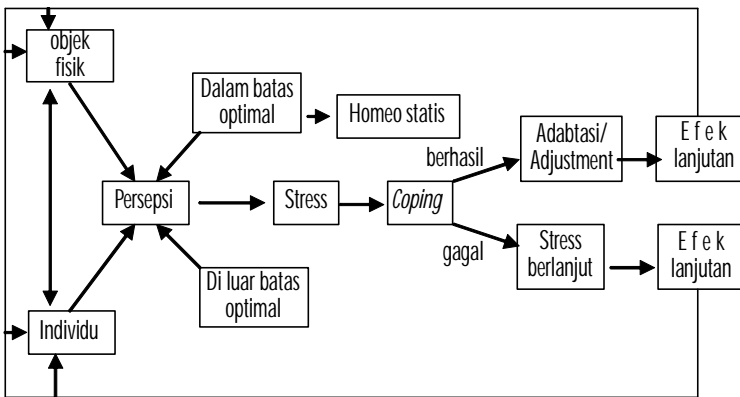 objek
fisik
Dalam batas
optimal
Homeo statis
berhasil
Adabtasi/
Adjustment
E f e k
lanjutan
Persepsi
Stress
Coping
gagal
Stress
berlanjut
E f e k
lanjutan
Di luar batas
optimal
Individu